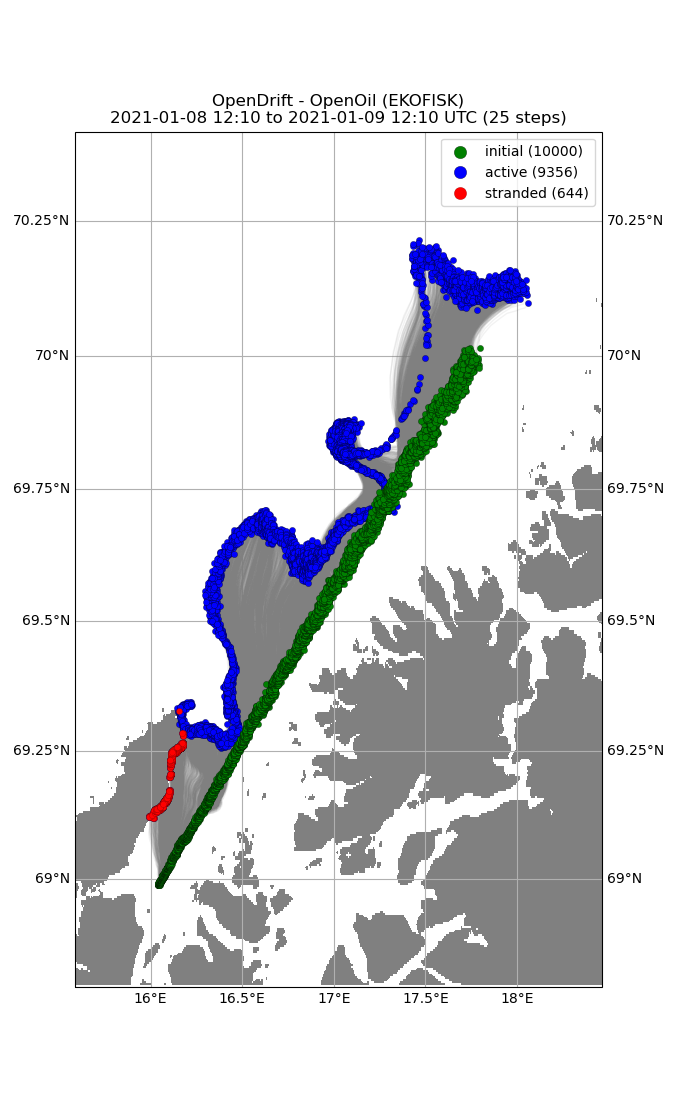 OpenDrift - OpenOil (EKOFISK)
2021-01-08 12:10 to 2021-01-09 12:10 UTC (25 steps)
initial (10000)
active (9356)
stranded (644)
70.25°N 70.25°N
70°N 70°N
69.75°N 69.75°N
69.5°N 69.5°N
69.25°N 69.25°N
69°N 69°N
16°E 16.5°E 17°E 17.5°E 18°E